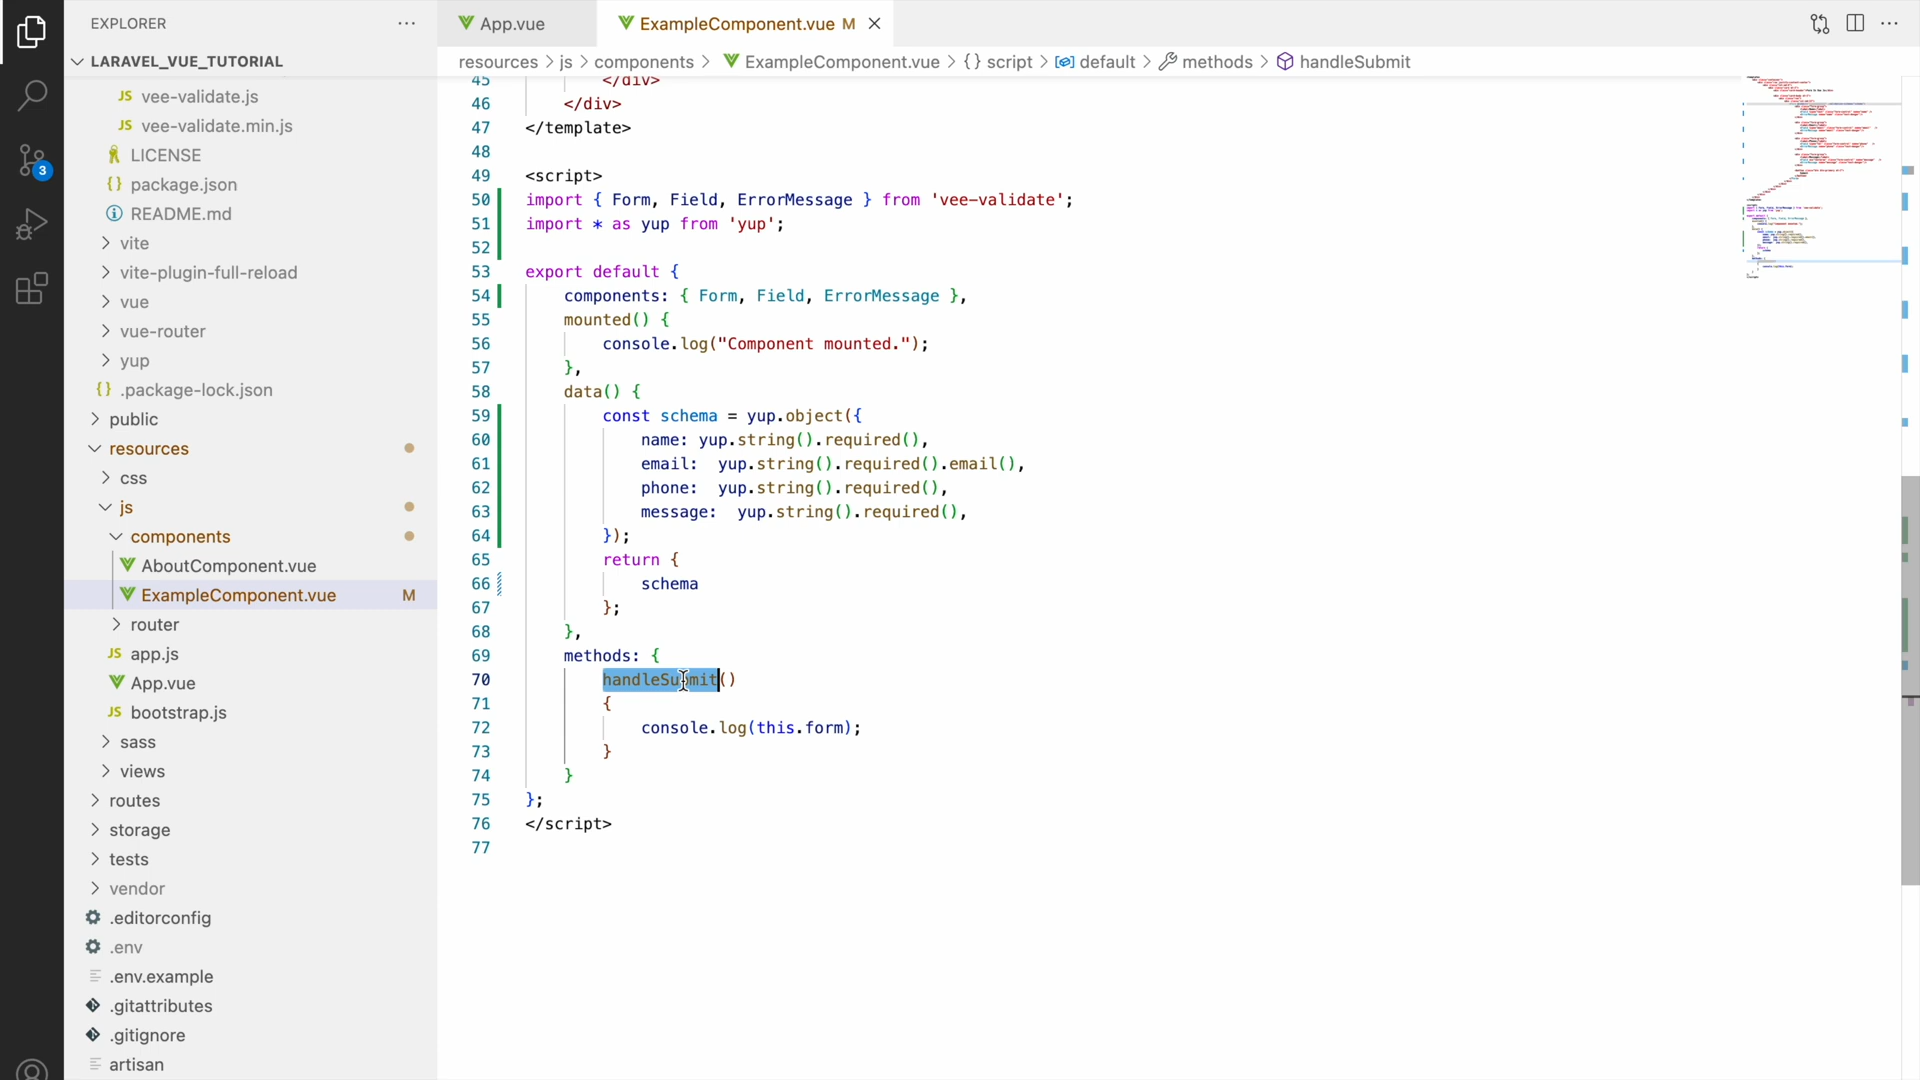 EXPLORER
LARAVEL_VUE_TUTORIAL
JS vee-validate.js
JS vee-validate.min.js
LICENSE
{} package.json
README.md
vite
vite-plugin-full-reload
vue
vue-router
yup
{} .package-lock.json
public
resources
css
js
components
AboutComponent.vue
ExampleComponent.vue M
router
JS app.js
App.vue
JS bootstrap.js
sass
views
routes
storage
tests
vendor
.editorconfig
.env
.env.example
.gitattributes
.gitignore
artisan
3
App.vue
ExampleComponent.vue M
resources > js > components > ExampleComponent.vue > {} script > default > methods > handleSubmit
45 </div>
46 </div>
47 </template>
48
49 <script>
50 import { Form, Field, ErrorMessage } from 'vee-validate';
51 import * as yup from 'yup';
52
53 export default {
54 components: { Form, Field, ErrorMessage },
55 mounted() {
56 console.log("Component mounted.");
57 },
58 data() {
59 const schema = yup.object({
60 name: yup.string().required(),
61 email:  yup.string().required().email(),
62 phone:  yup.string().required(),
63 message:  yup.string().required(),
64 });
65 return {
66 schema
67 };
68 },
69 methods: {
70 handleSubmit()
71 {
72 console.log(this.form);
73 }
74 }
75 };
76 </script>
77